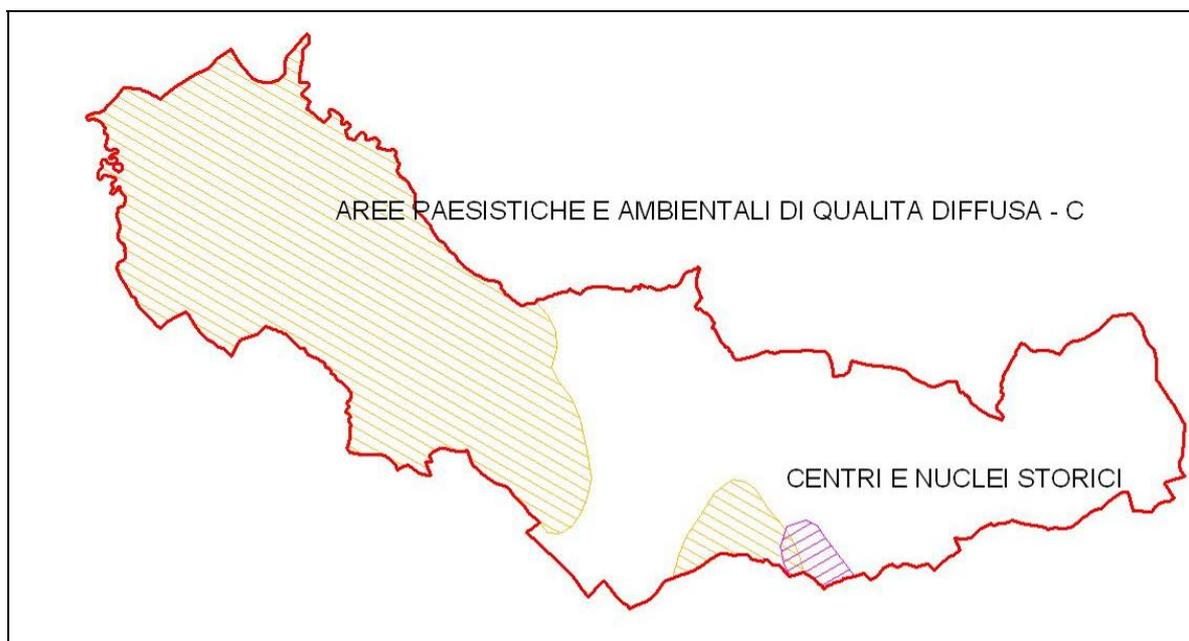 AREE PAESISTICHE E AMBIENTALI DI QUALITA DIFFUSA - C
CENTRI E NUCLEI STORICI